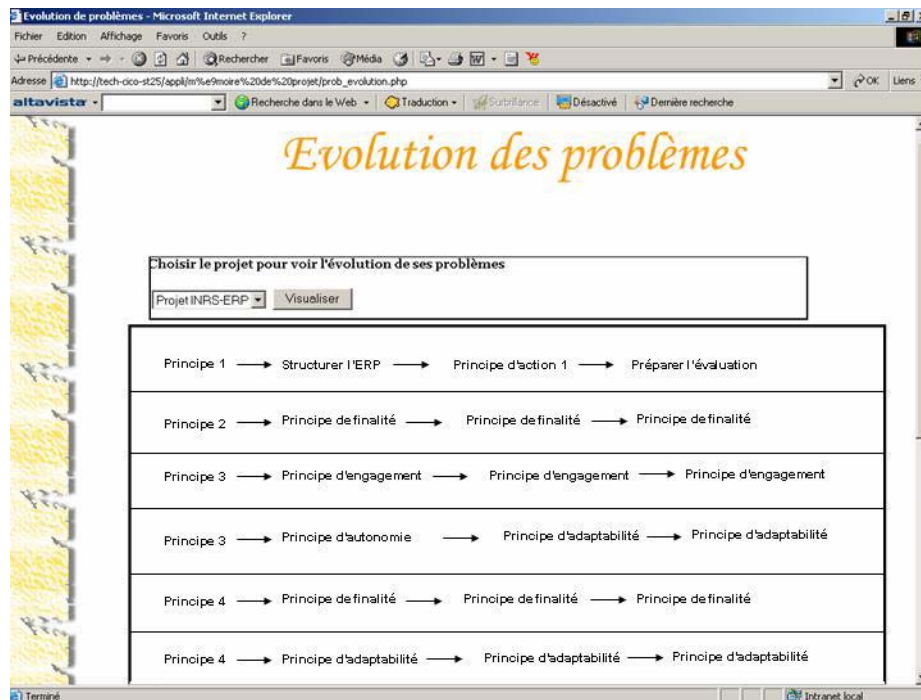 Evolution de problèmes - Microsoft Internet Explorer
Fichier Edition Affichage Favoris Outils ?
Précédente Rechercher Favoris Média
Adresse http://tech-cico-st25/appli/m%e9moire%20de%20projet/prob_evolution.php OK Liens
altavista Recherche dans le Web Traduction Surbrillance Désactivé Dernière recherche
Evolution des problèmes
Choisir le projet pour voir l'évolution de ses problèmes
Projet INRS-ERP Visualiser
Principe 1 → Structurer l'ERP → Principe d'action 1 → Préparer l'évaluation
Principe 2 → Principe de finalité → Principe de finalité → Principe de finalité
Principe 3 → Principe d'engagement → Principe d'engagement → Principe d'engagement
Principe 3 → Principe d'autonomie → Principe d'adaptabilité → Principe d'adaptabilité
Principe 4 → Principe de finalité → Principe de finalité → Principe de finalité
Principe 4 → Principe d'adaptabilité → Principe d'adaptabilité → Principe d'adaptabilité
Terminé Intranet local